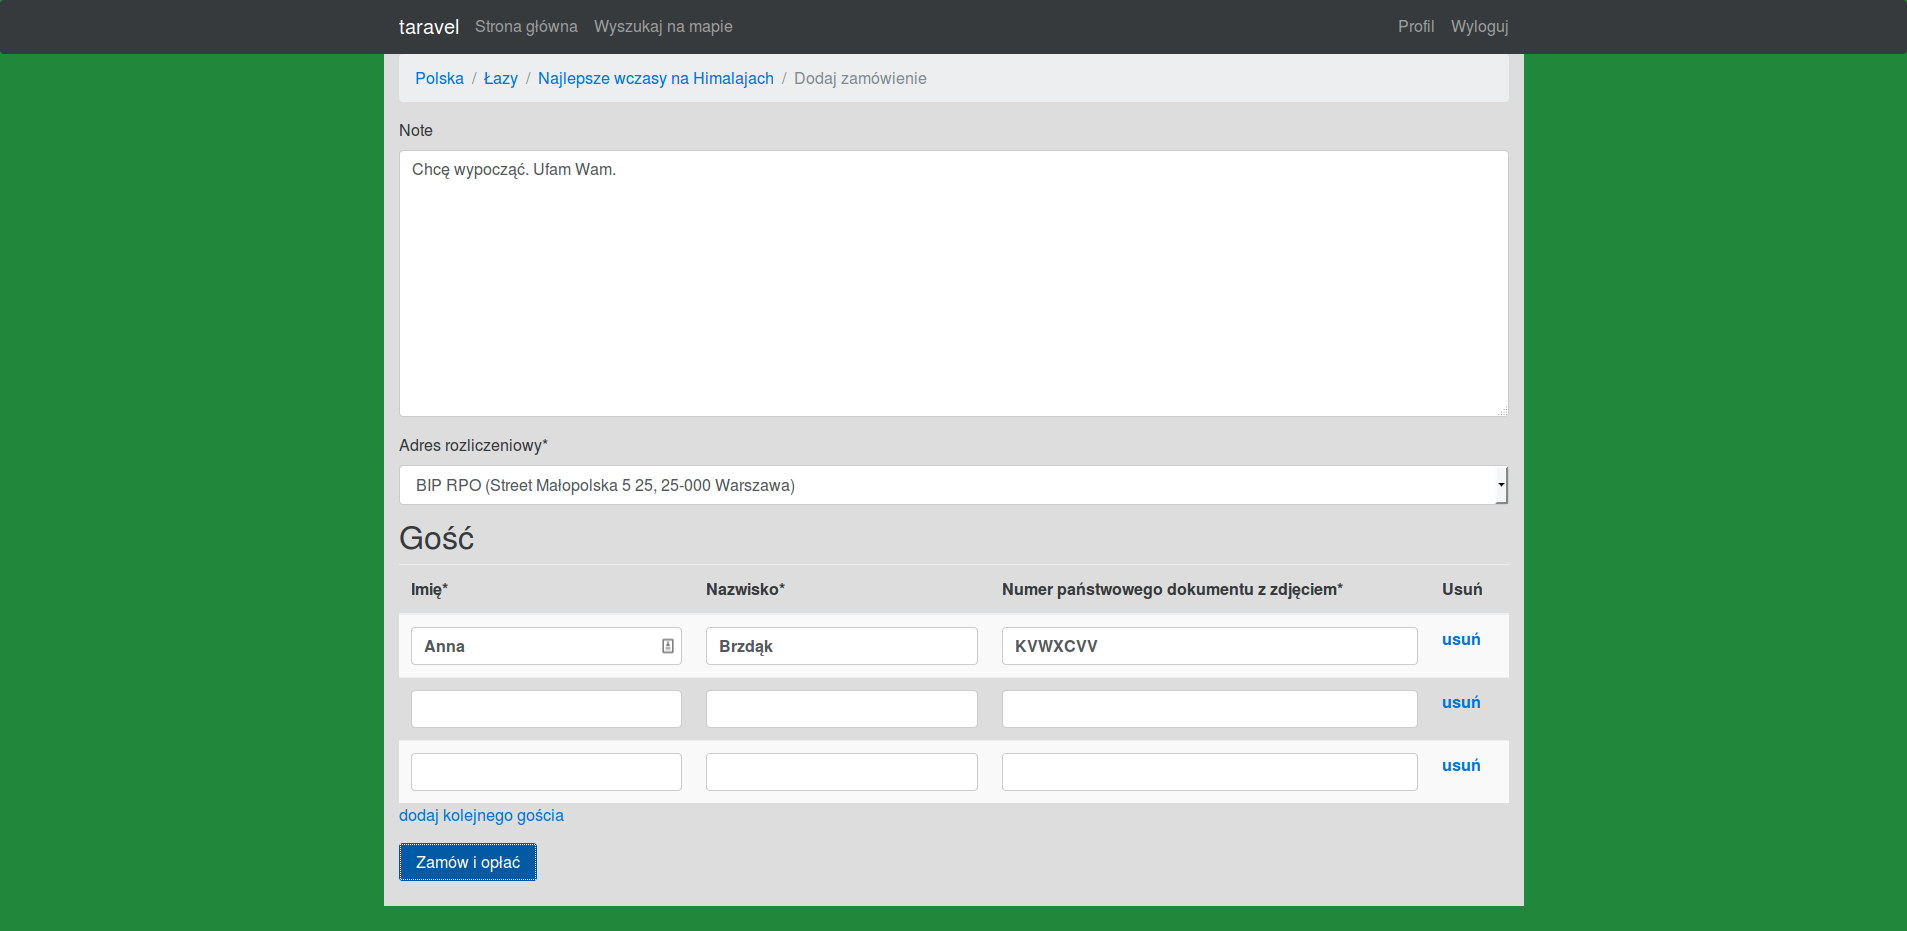 taravel Strona główna Wyszukaj na mapie Profil Wyloguj
Polska / Łazy / Najlepsze wczasy na Himalajach / Dodaj zamówienie
Note
Chcę wypocząć. Ufam Wam.
Adres rozliczeniowy*
BIP RPO (Street Małopolska 5 25, 25-000 Warszawa)
Gość
Imię* Nazwisko* Numer państwowego dokumentu z zdjęciem* Usuń
Anna Brzdąk KVWXCVV usuń
usuń
usuń
dodaj kolejnego gościa
Zamów i opłać